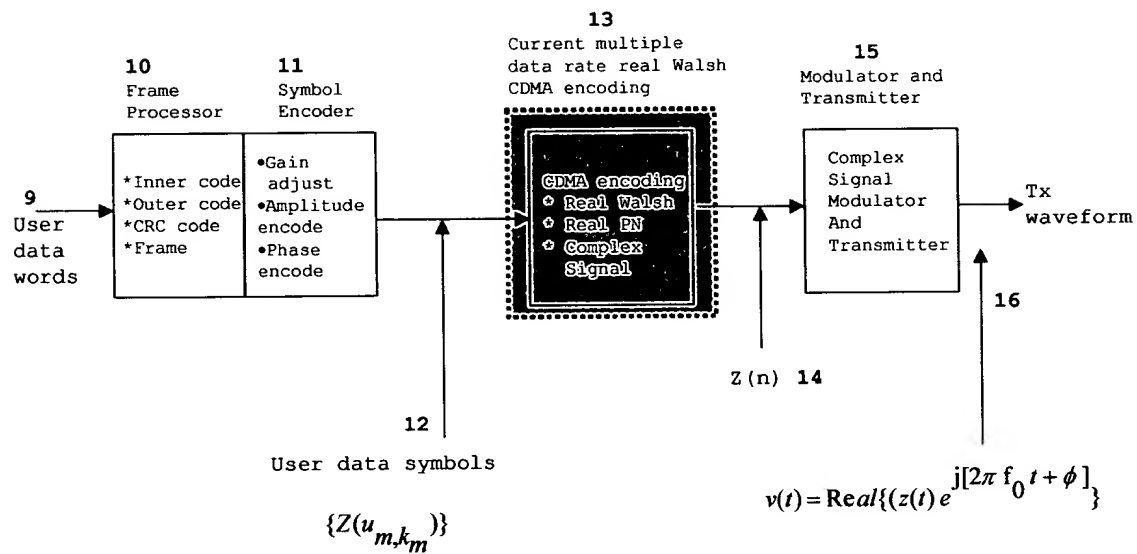 13
Current multiple
data rate real Walsh
CDMA encoding
10
Frame
Processor
11
Symbol
Encoder
15
Modulator and
Transmitter
9
User
data
words
*Inner code
*Outer code
*CRC code
*Frame
•Gain
adjust
•Amplitude
encode
•Phase
encode
CDMA encoding
* Real Walsh
* Real PN
* Complex
Signal
Complex
Signal
Modulator
And
Transmitter
Tx
waveform
16
Z(n) 14
12
User data symbols
{Z(u_{m,k_m})}
v(t) = Real{(z(t) e^{j[2π f_0 t + ϕ]}}